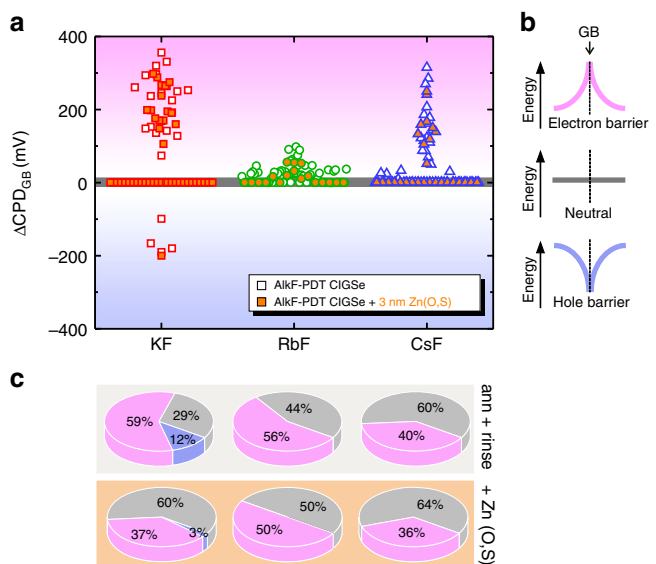 a
400
200
0
−200
−400
ΔCPDGB (mV)
KF
RbF
CsF
AlkF-PDT CIGSe
AlkF-PDT CIGSe + 3 nm Zn(O,S)
b
GB
Energy
Electron barrier
Energy
Neutral
Energy
Hole barrier
c
59%
29%
12%
44%
56%
60%
40%
ann + rinse
60%
37%
3%
50%
50%
64%
36%
+ Zn (O,S)